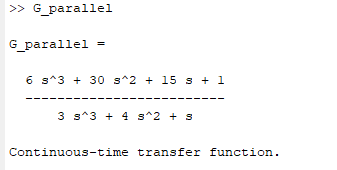 >> G_parallel
G_parallel =
6 s^3 + 30 s^2 + 15 s + 1
-------------------------
3 s^3 + 4 s^2 + s
Continuous-time transfer function.